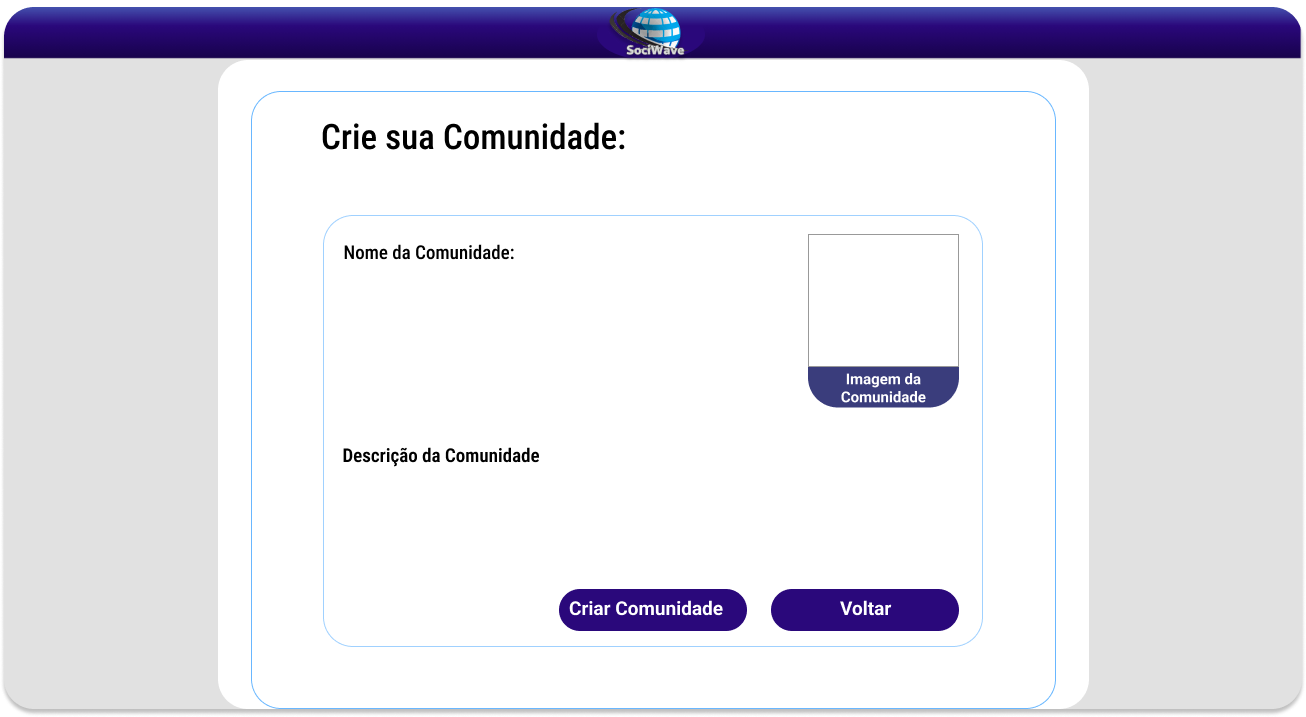 SociWave
Crie sua Comunidade:
Nome da Comunidade:
Imagem da
Comunidade
Descrição da Comunidade
Criar Comunidade
Voltar